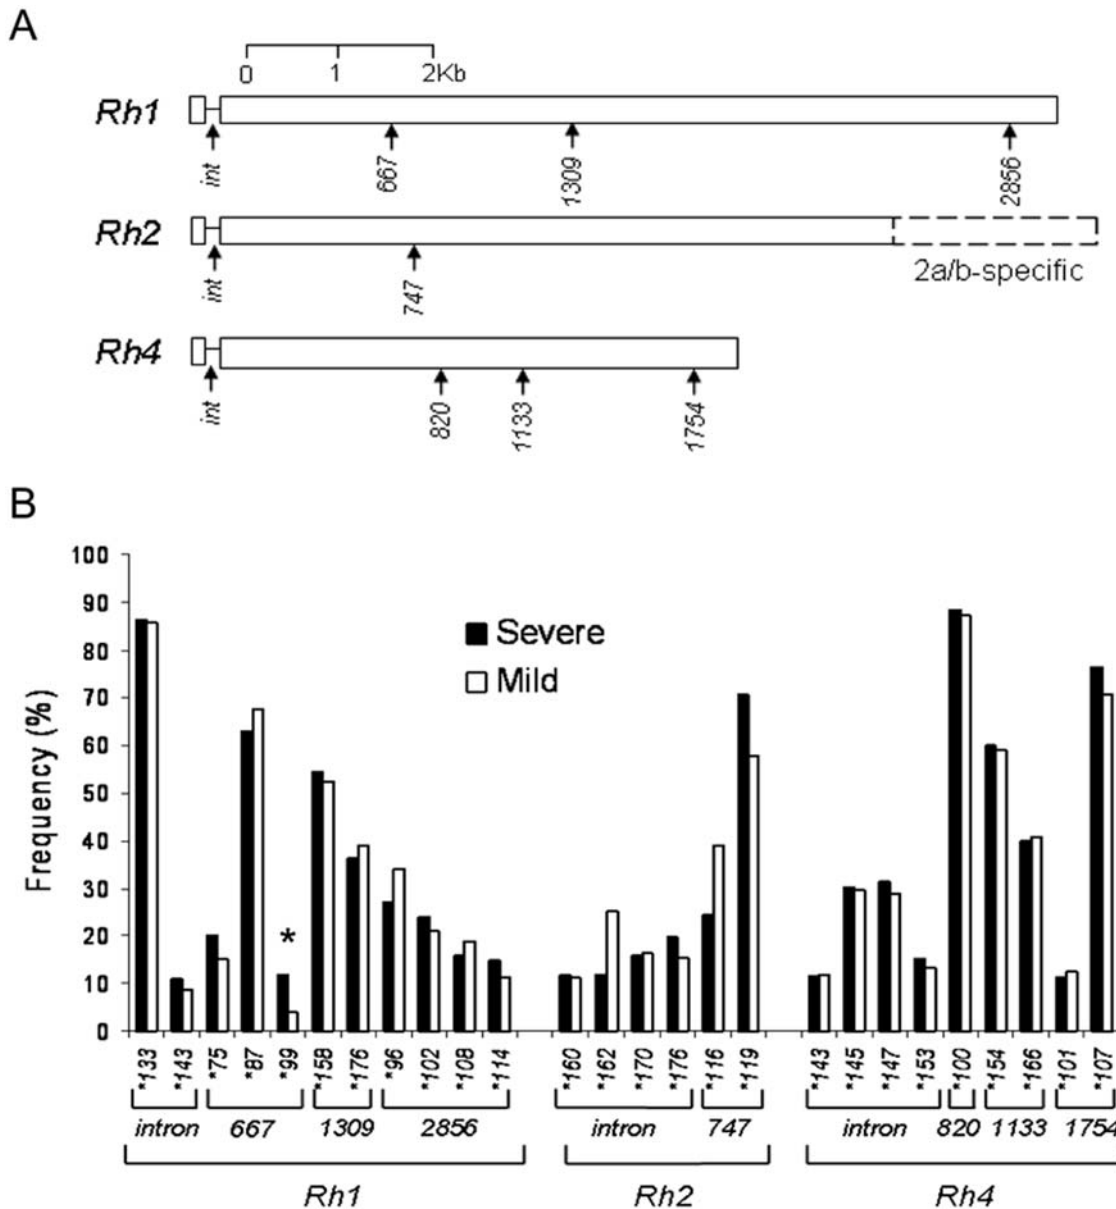 A
0 1 2Kb
Rh1
int 667 1309 2856
Rh2
2a/b-specific
int 747
Rh4
int 820 1133 1754
B
Frequency (%)
100
90
80
70
60
50
40
30
20
10
0
Severe
Mild
*
*133 *143 *75 *87 *99 *158 *176 *96 *102 *108 *114 *160 *162 *170 *176 *116 *119 *143 *145 *147 *153 *100 *154 *166 *101 *107
intron 667 1309 2856 intron 747 intron 820 1133 1754
Rh1 Rh2 Rh4